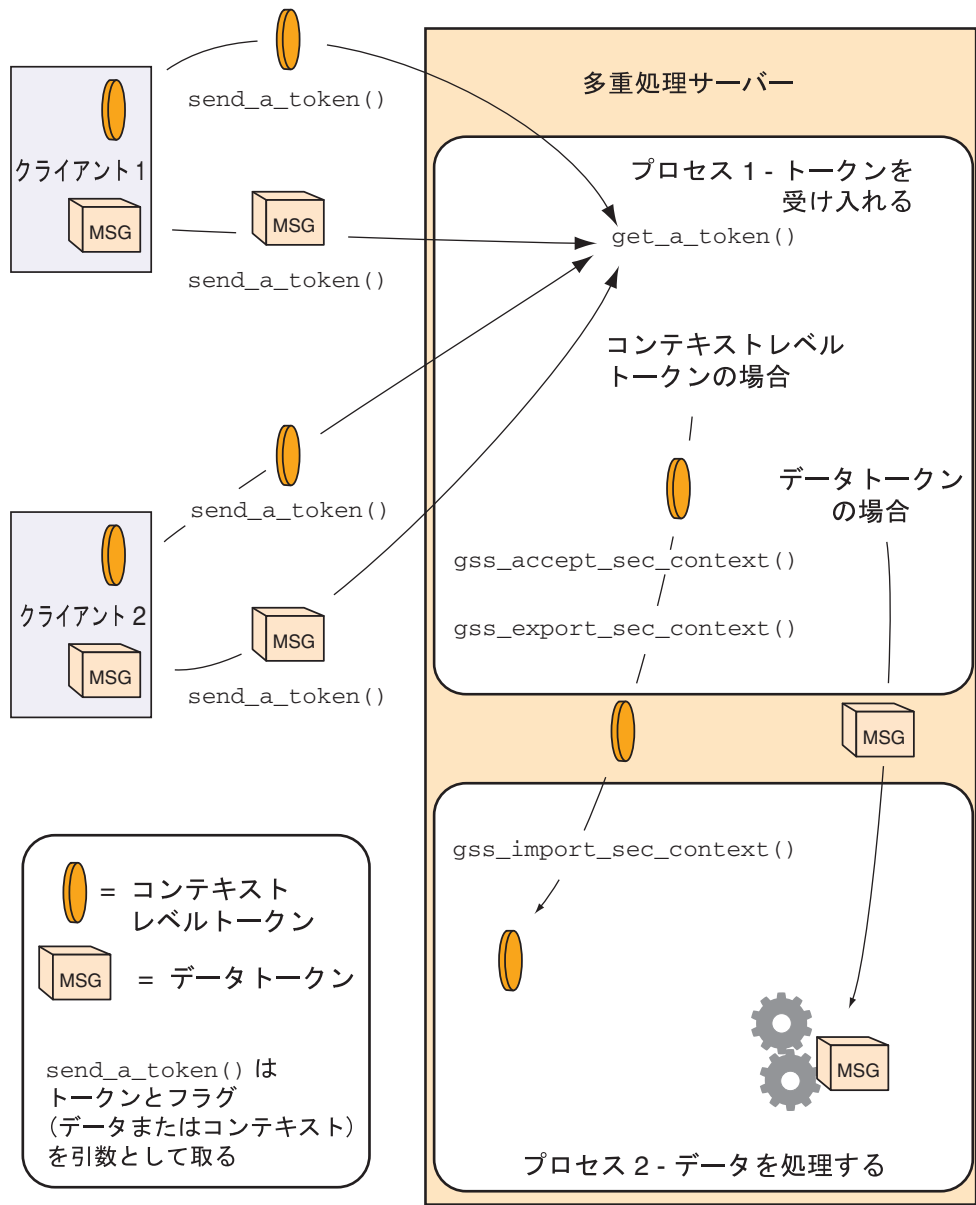 send_a_token()
クライアント 1
MSG
MSG
send_a_token()
send_a_token()
クライアント 2
MSG
MSG
send_a_token()
多重処理サーバー
プロセス 1 - トークンを
受け入れる
get_a_token()
コンテキストレベル
トークンの場合
データトークン
の場合
gss_accept_sec_context()
gss_export_sec_context()
MSG
gss_import_sec_context()
MSG
プロセス 2 - データを処理する
= コンテキスト
レベルトークン
MSG
= データトークン
send_a_token() は
トークンとフラグ
(データまたはコンテキスト)
を引数として取る